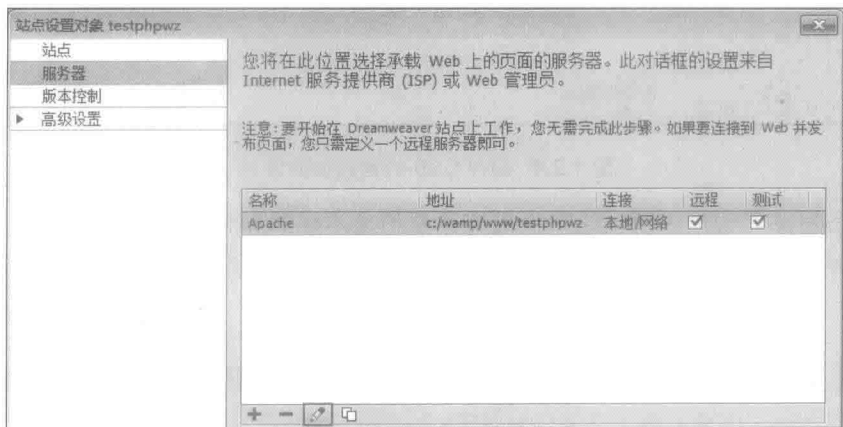 站点设置对象 testphpwz
站点
服务器
版本控制
高级设置
您将在此位置选择承载 Web 上的页面的服务器。此对话框的设置来自
Internet 服务提供商 (ISP) 或 Web 管理员。
注意:要开始在 Dreamweaver 站点上工作，您无需完成此步骤。如果要连接到 Web 并发
布页面，您只需定义一个远程服务器即可。
名称 地址 连接 远程 测试
Apache c:/wamp/www/testphpwz 本地/网络